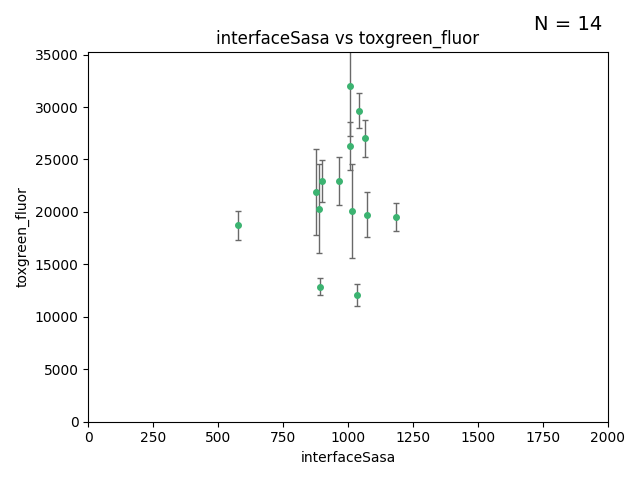 N = 14
interfaceSasa vs toxgreen_fluor
35000
30000
25000
20000
15000
10000
5000
0
toxgreen_fluor
0 250 500 750 1000 1250 1500 1750 2000
interfaceSasa